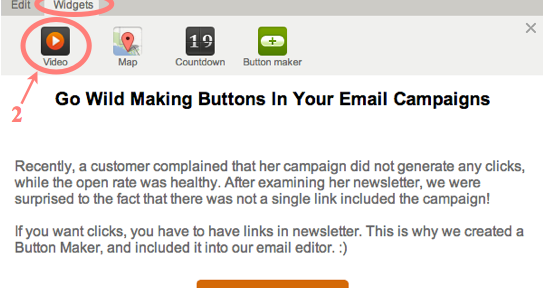 Edit Widgets
19
Video Map Countdown Button maker
2
Go Wild Making Buttons In Your Email Campaigns
Recently, a customer complained that her campaign did not generate any clicks,
while the open rate was healthy. After examining her newsletter, we were
surprised to the fact that there was not a single link included the campaign!
If you want clicks, you have to have links in newsletter. This is why we created a
Button Maker, and included it into our email editor. :)